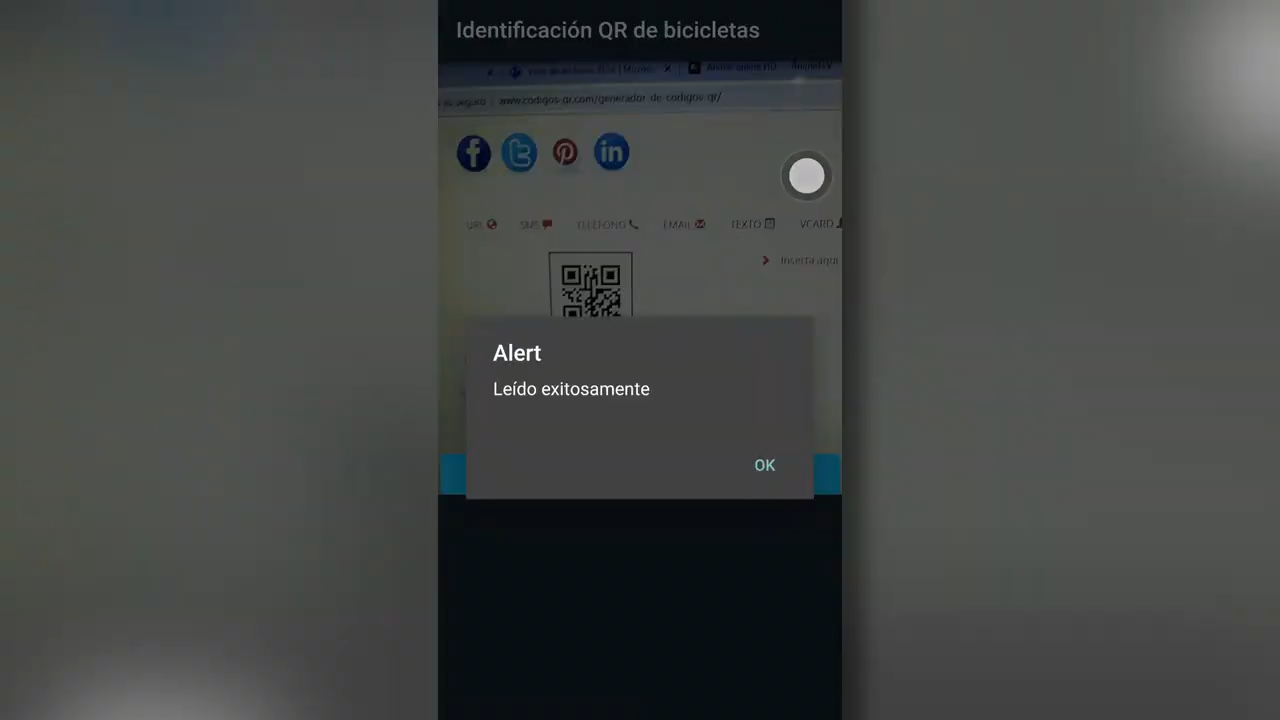 Identificación QR de bicicletas
www.codigos-qr.com/generador-de-codigos-qr/
URL
SMS
TELÉFONO
EMAIL
TEXTO
VCARD
Inserta aquí
Alert
Leído exitosamente
OK